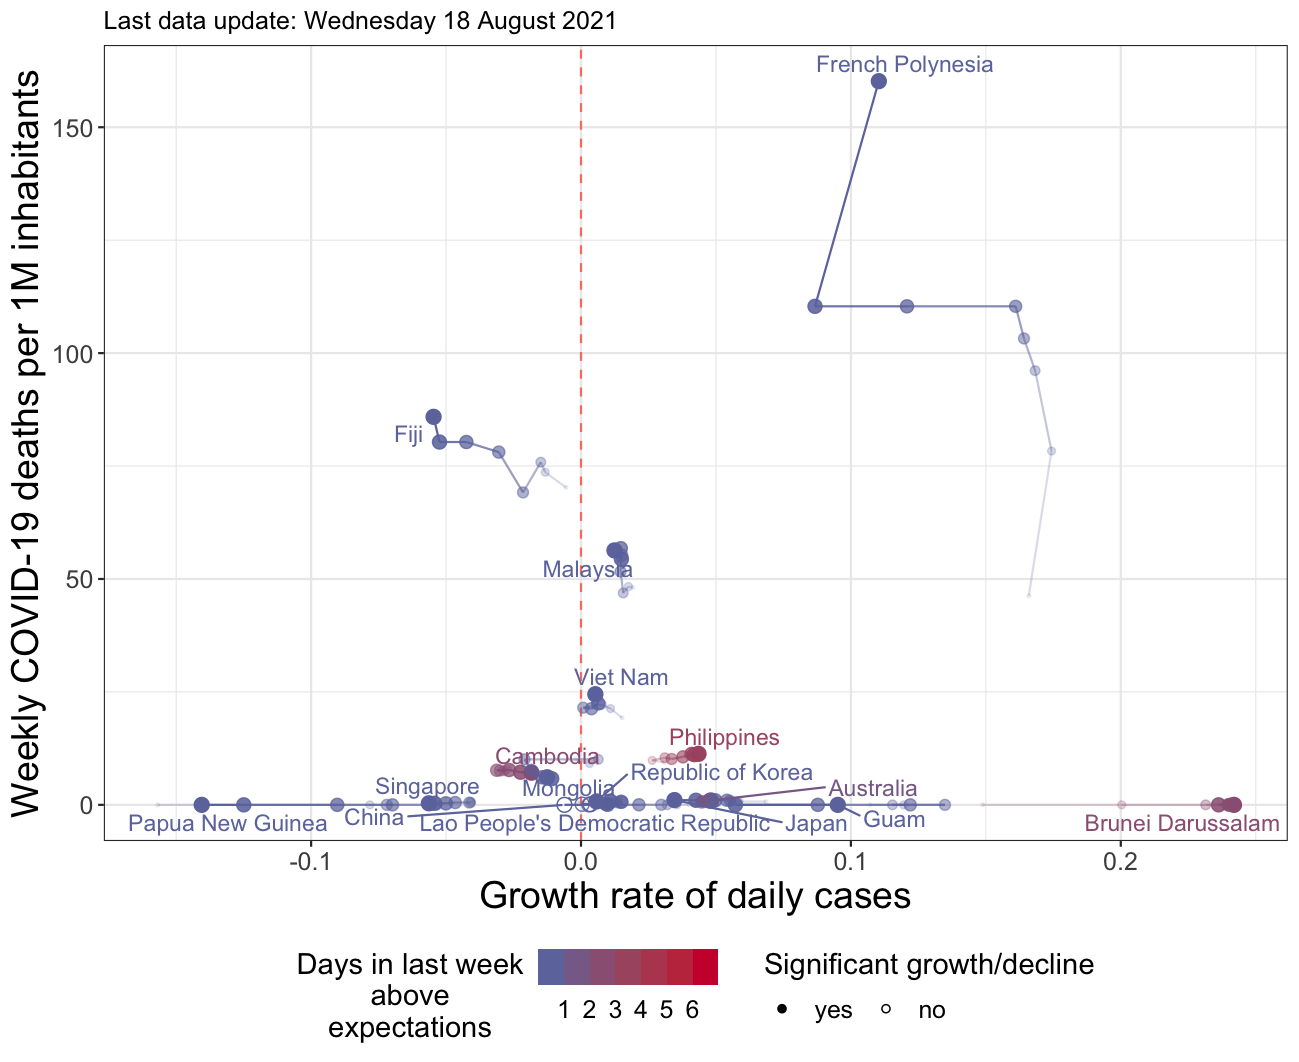 Last data update: Wednesday 18 August 2021
French Polynesia
150
100
Fiji
Malaysia
50
Viet Nam
Philippines
Cambodia
Republic of Korea
Singapore
Mongolia
Australia
0
Papua New Guinea
China
Lao People's Democratic Republic
Japan
Guam
Brunei Darussalam
-0.1
0.0
0.1
0.2
Weekly COVID-19 deaths per 1M inhabitants
Growth rate of daily cases
Days in last week
above
expectations
1 2 3 4 5 6
Significant growth/decline
yes
no